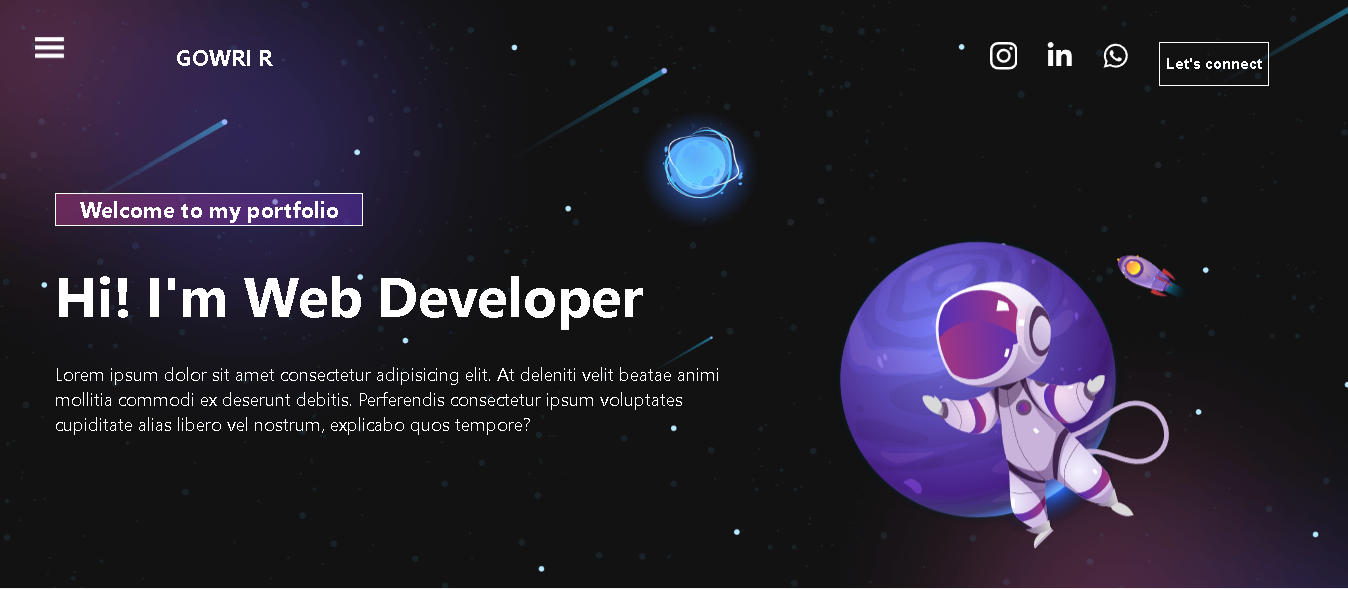 GOWRI R
Let's connect
Welcome to my portfolio
Hi! I'm Web Developer
Lorem ipsum dolor sit amet consectetur adipisicing elit. At deleniti velit beatae animi
mollitia commodi ex deserunt debitis. Perferendis consectetur ipsum voluptates
cupiditate alias libero vel nostrum, explicabo quos tempore?